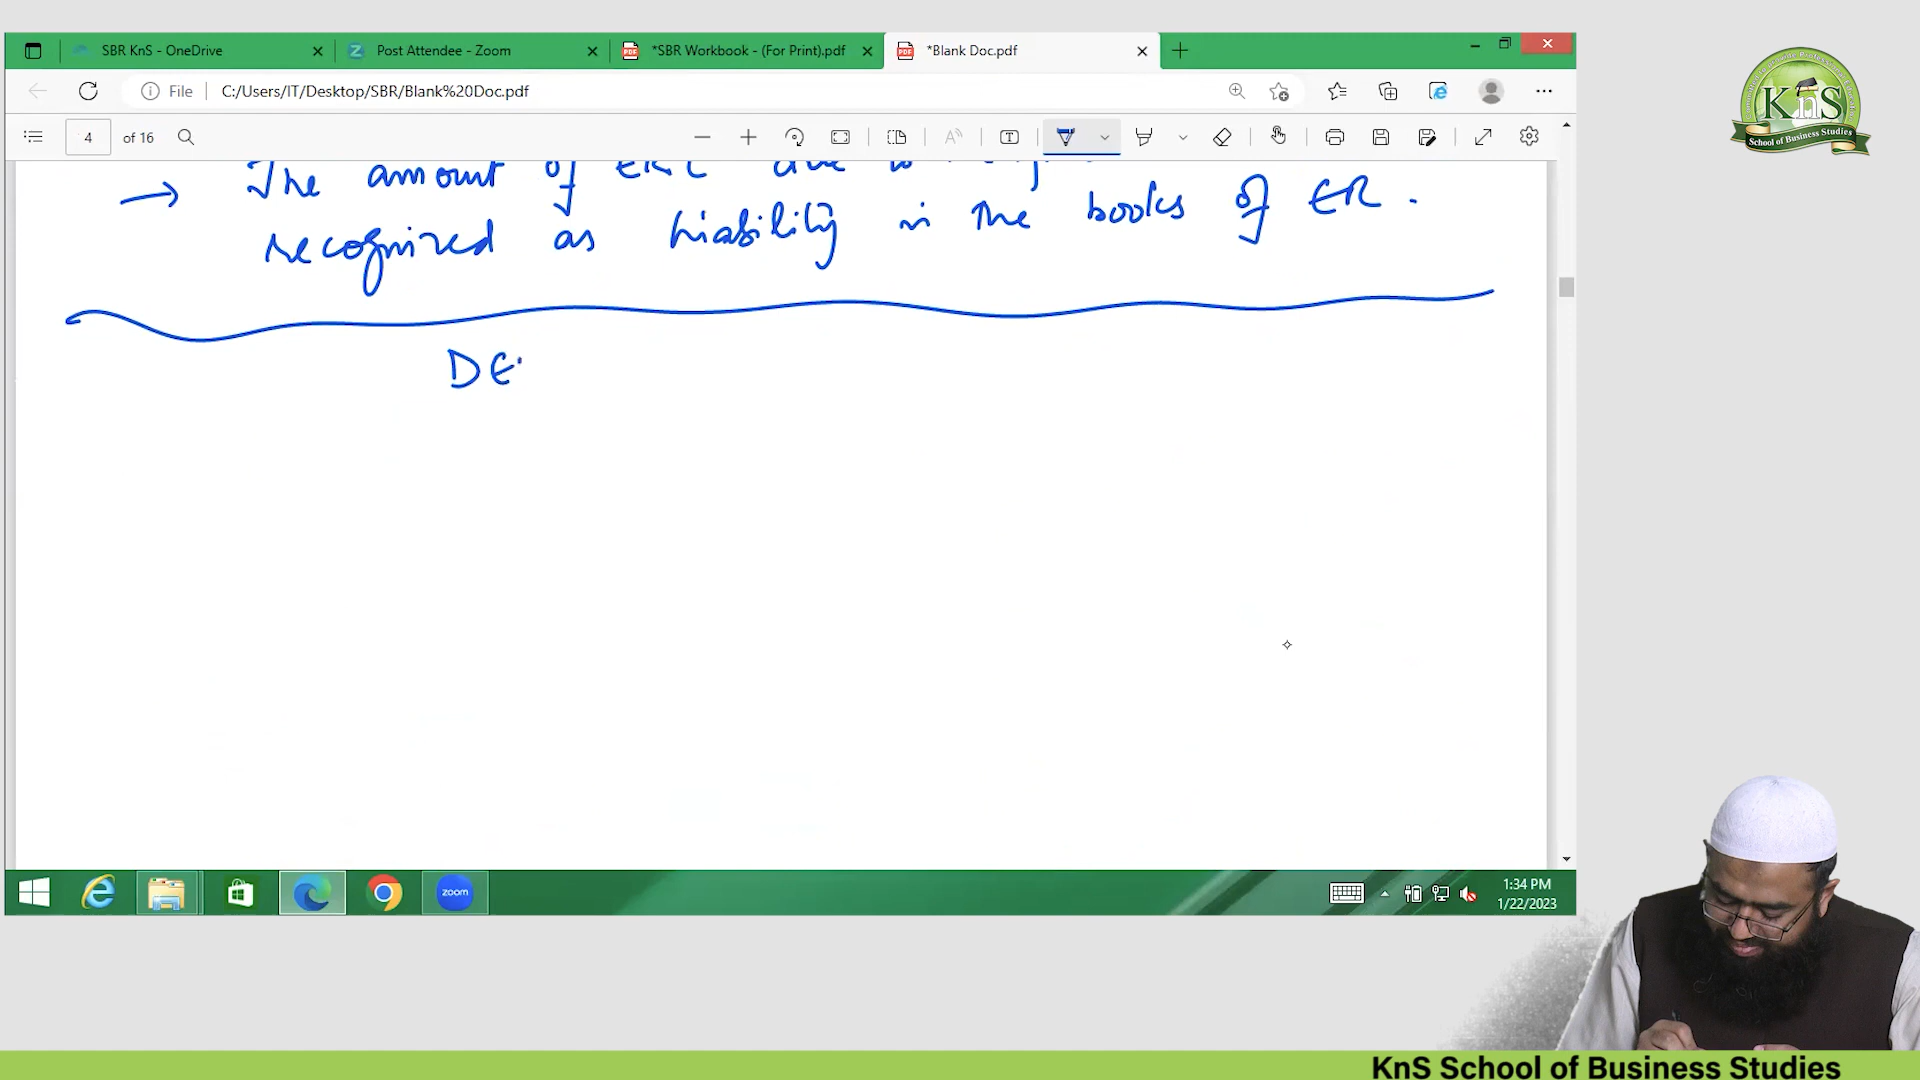 SBR KnS - OneDrive
Post Attendee - Zoom
*SBR Workbook - (For Print).pdf
*Blank Doc.pdf
File
C:/Users/IT/Desktop/SBR/Blank%20Doc.pdf
4 of 16
The amount of
recognized as liability in the books of ER.
DE
zoom
1:34 PM
1/22/2023
KnS
School of Business Studies
KnS School of Business Studies